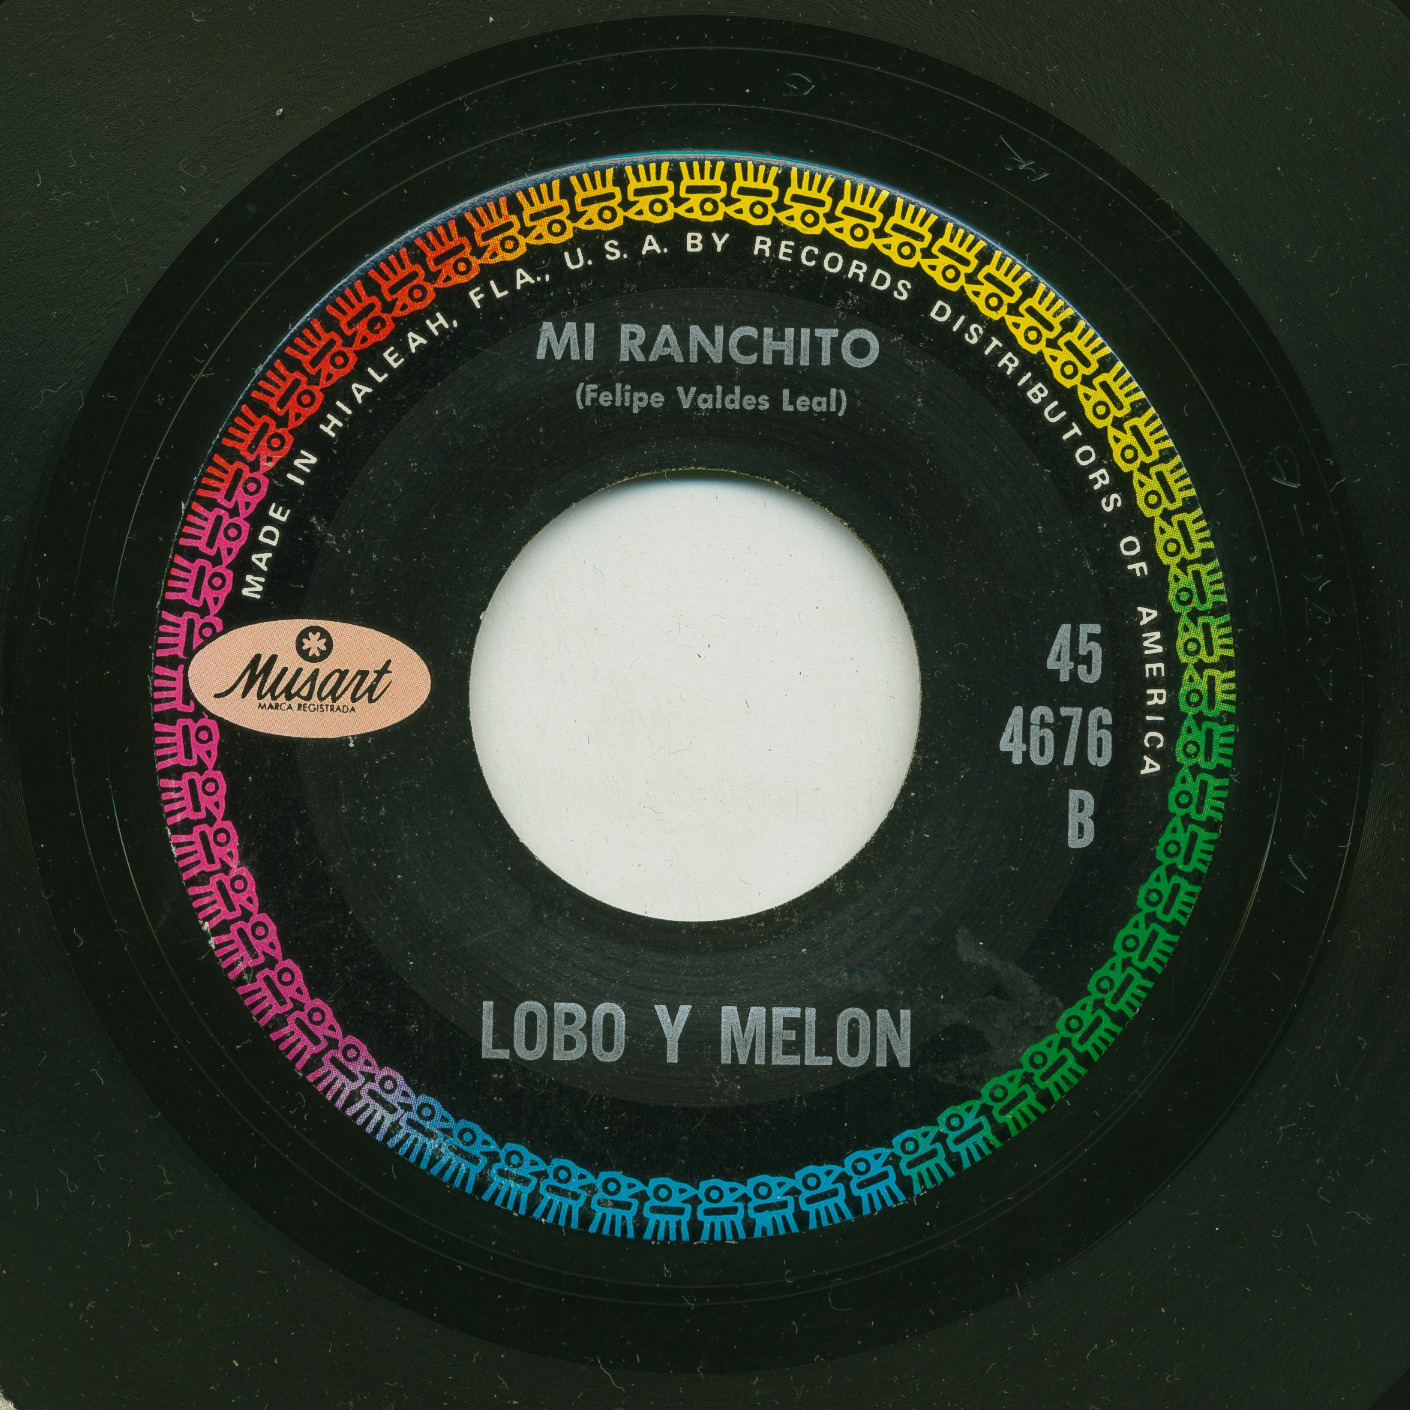 MADE IN HIALEAH, FLA., U. S. A. BY RECORDS DISTRIBUTORS OF AMERICA
MI RANCHITO
(Felipe Valdes Leal)
Musart
MARCA REGISTRADA
45
4676
B
LOBO Y MELON